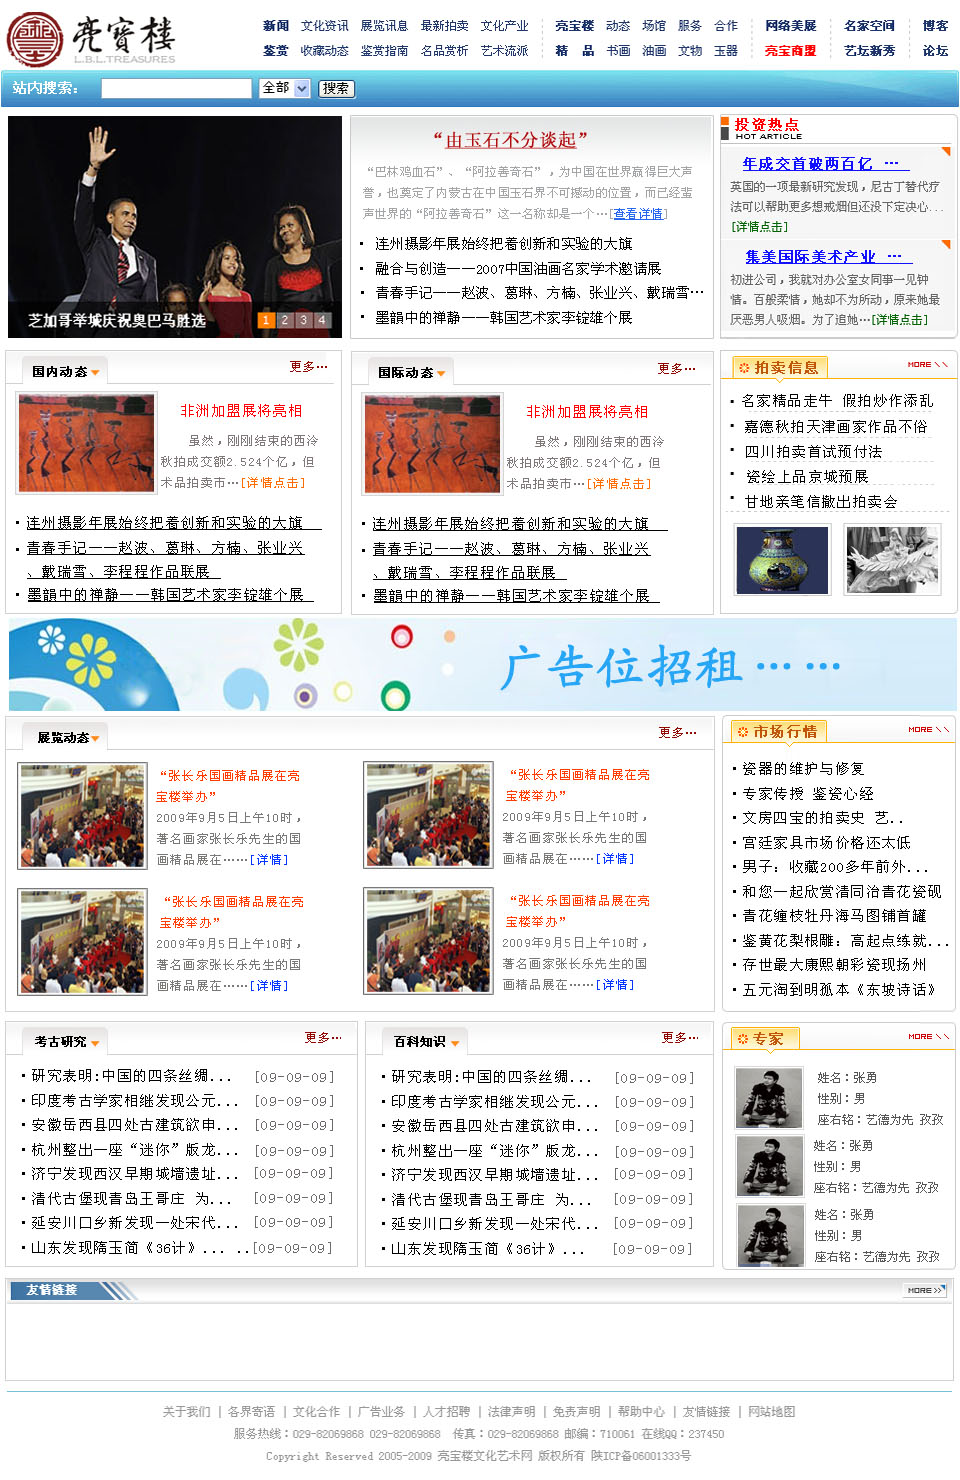 亮宝楼
L.B.L.TREASURES
新闻 文化资讯 展览讯息 最新拍卖 文化产业 亮宝楼 动态 场馆 服务 合作 网络美展 名家空间 博客
鉴赏 收藏动态 鉴赏指南 名品赏析 艺术流派 精 品 书画 油画 文物 玉器 亮宝商盟 艺坛新秀 论坛
站内搜索： 全部 搜索
芝加哥举城庆祝奥巴马胜选 1 2 3 4
“由玉石不分谈起”
“巴林鸡血石”、“阿拉善奇石”，为中国在世界赢得巨大声
誉，也奠定了内蒙古在中国玉石界不可撼动的位置，而已经蜚
声世界的“阿拉善奇石”这一名称却是一个…[查看详情]
连州摄影年展始终把着创新和实验的大旗
融合与创造——2007中国油画名家学术邀请展
青春手记——赵波、葛琳、方楠、张业兴、戴瑞雪…
墨韻中的禅静——韩国艺术家李锭雄个展
投资热点
HOT ARTICLE
年成交首破两百亿 …
英国的一项最新研究发现，尼古丁替代疗
法可以帮助更多想戒烟但还没下定决心...
[详情点击]
集美国际美术产业 …
初进公司，我就对办公室女同事一见钟
情。百般柔情，她却不为所动，原来她最
厌恶男人吸烟。为了追她…[详情点击]
国内动态 更多…
非洲加盟展将亮相
虽然，刚刚结束的西泠
秋拍成交额2.524个亿，但
术品拍卖市…[详情点击]
连州摄影年展始终把着创新和实验的大旗
青春手记——赵波、葛琳、方楠、张业兴
、戴瑞雪、李程程作品联展
墨韻中的禅静——韩国艺术家李锭雄个展
国际动态 更多…
非洲加盟展将亮相
虽然，刚刚结束的西泠
秋拍成交额2.524个亿，但
术品拍卖市…[详情点击]
连州摄影年展始终把着创新和实验的大旗
青春手记——赵波、葛琳、方楠、张业兴
、戴瑞雪、李程程作品联展
墨韻中的禅静——韩国艺术家李锭雄个展
拍卖信息 MORE \\
名家精品走牛 假拍炒作添乱
嘉德秋拍天津画家作品不俗
四川拍卖首试预付法
瓷绘上品京城预展
甘地亲笔信撤出拍卖会
广告位招租……
展览动态 更多…
“张长乐国画精品展在亮
宝楼举办”
2009年9月5日上午10时，
著名画家张长乐先生的国
画精品展在……[详情]
“张长乐国画精品展在亮
宝楼举办”
2009年9月5日上午10时，
著名画家张长乐先生的国
画精品展在……[详情]
“张长乐国画精品展在亮
宝楼举办”
2009年9月5日上午10时，
著名画家张长乐先生的国
画精品展在……[详情]
“张长乐国画精品展在亮
宝楼举办”
2009年9月5日上午10时，
著名画家张长乐先生的国
画精品展在……[详情]
市场行情 MORE \\
瓷器的维护与修复
专家传授 鉴瓷心经
文房四宝的拍卖史 艺..
宫廷家具市场价格还太低
男子：收藏200多年前外...
和您一起欣赏清同治青花瓷砚
青花缠枝牡丹海马图铺首罐
鉴黄花梨根雕：高起点练就...
存世最大康熙朝彩瓷现扬州
五元淘到明孤本《东坡诗话》
考古研究 更多…
研究表明:中国的四条丝绸... [09-09-09]
印度考古学家相继发现公元... [09-09-09]
安徽岳西县四处古建筑欲申... [09-09-09]
杭州整出一座“迷你”版龙... [09-09-09]
济宁发现西汉早期城墙遗址... [09-09-09]
清代古堡现青岛王哥庄 为... [09-09-09]
延安川口乡新发现一处宋代... [09-09-09]
山东发现隋玉简《36计》... ..[09-09-09]
百科知识 更多…
研究表明:中国的四条丝绸... [09-09-09]
印度考古学家相继发现公元... [09-09-09]
安徽岳西县四处古建筑欲申... [09-09-09]
杭州整出一座“迷你”版龙... [09-09-09]
济宁发现西汉早期城墙遗址... [09-09-09]
清代古堡现青岛王哥庄 为... [09-09-09]
延安川口乡新发现一处宋代... [09-09-09]
山东发现隋玉简《36计》... [09-09-09]
专家 MORE \\
姓名：张勇
性别：男
座右铭：艺德为先 孜孜
姓名：张勇
性别：男
座右铭：艺德为先 孜孜
姓名：张勇
性别：男
座右铭：艺德为先 孜孜
友情链接 MORE >>
关于我们 | 各界寄语 | 文化合作 | 广告业务 | 人才招聘 | 法律声明 | 免责声明 | 帮助中心 | 友情链接 | 网站地图
服务热线：029-82069868 029-82069868 传真：029-82069868 邮编：710061 在线QQ：237450
Copyright Reserved 2005-2009 亮宝楼文化艺术网 版权所有 陕ICP备06001333号